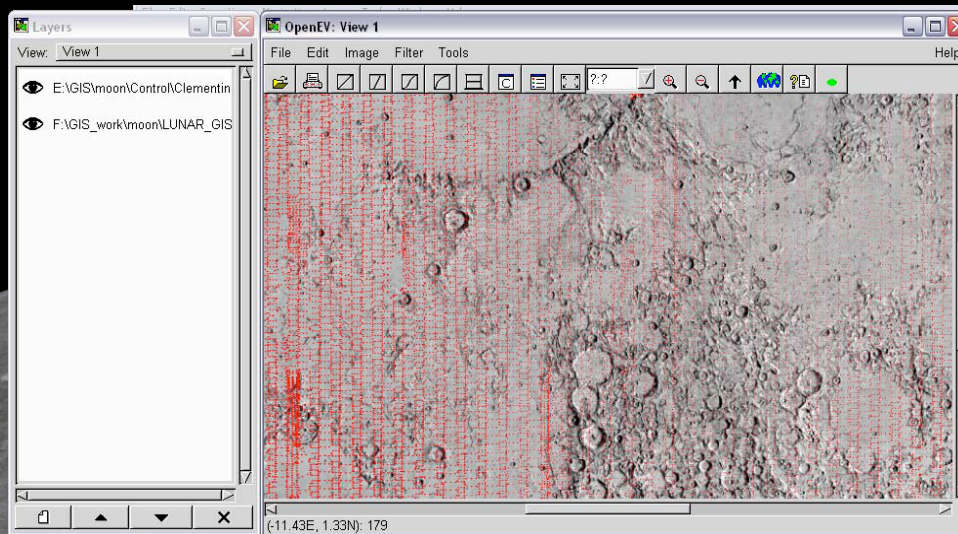 Layers
View: View 1
E:\GIS\moon\Control\Clementin
F:\GIS_work\moon\LUNAR_GIS
OpenEV: View 1
File Edit Image Filter Tools Help
?:?
C
?
(-11.43E, 1.33N): 179